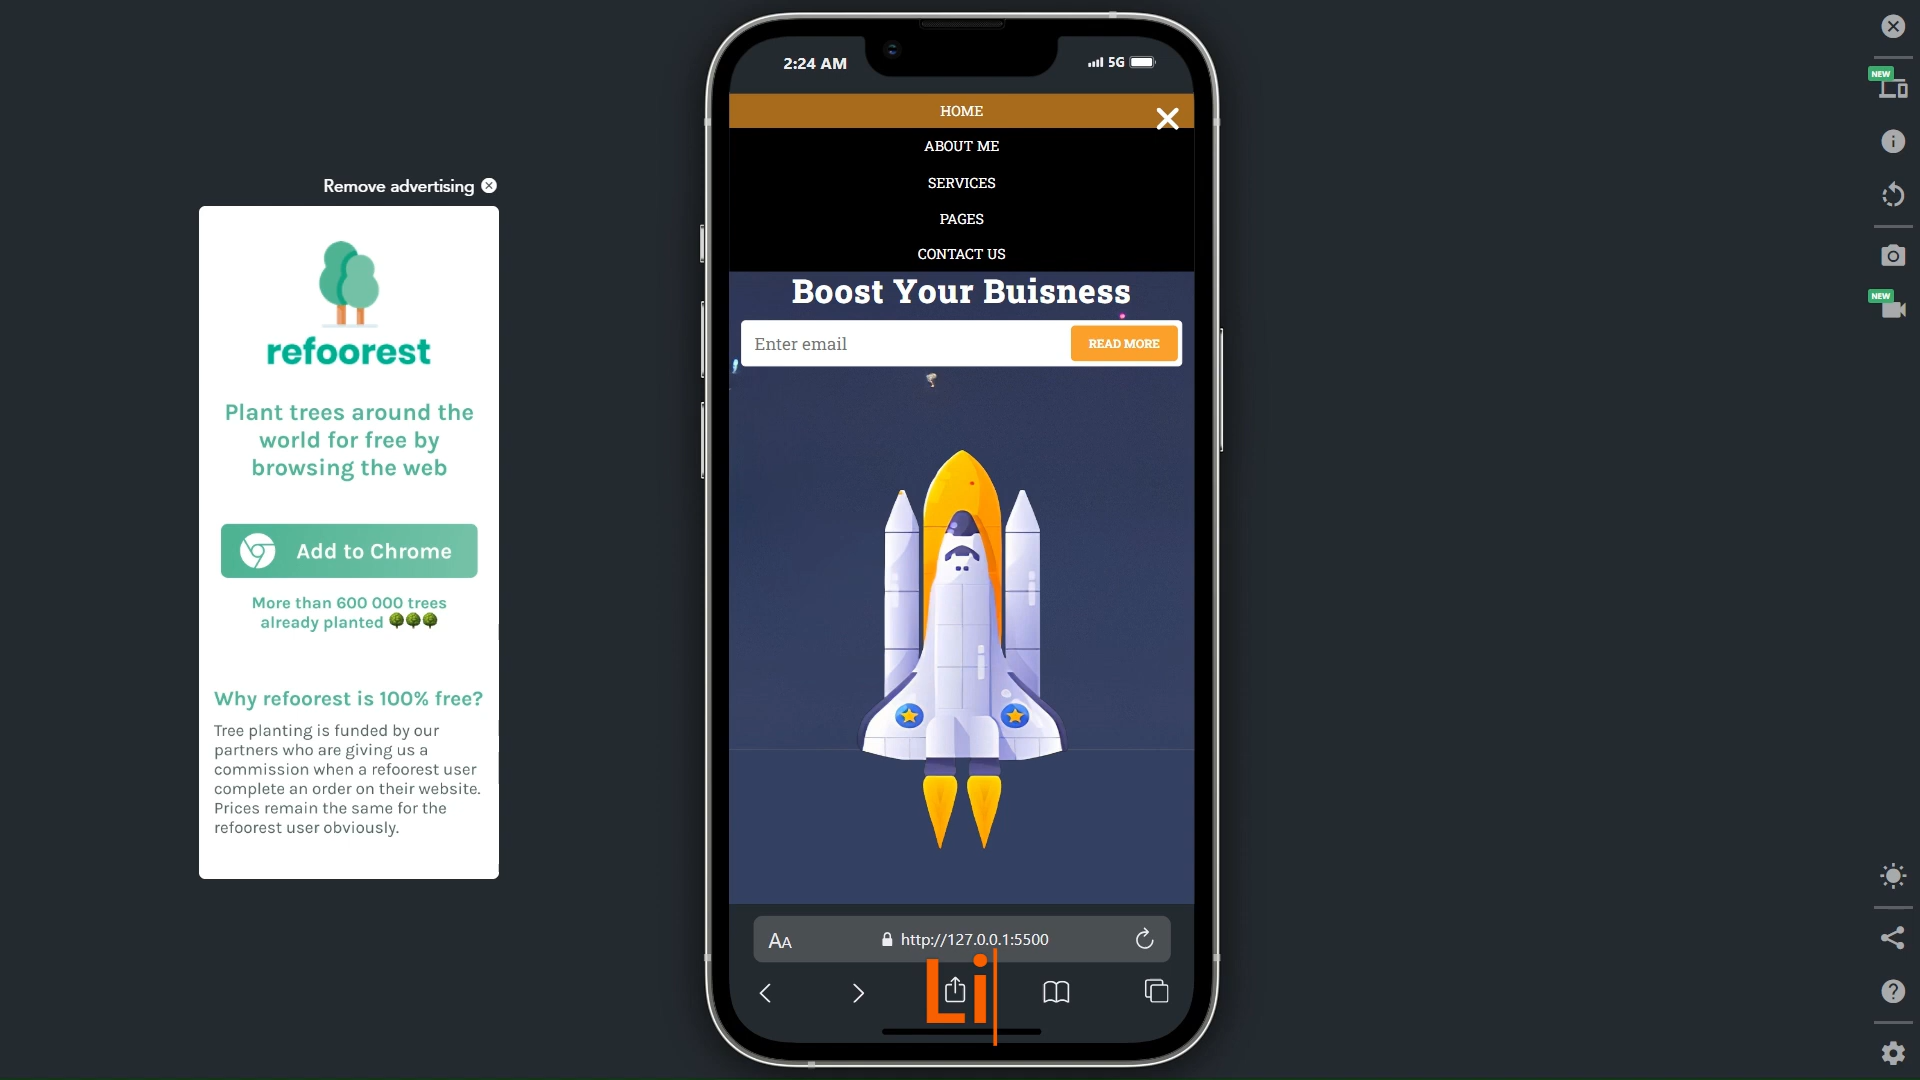 Remove advertising
refoorest
Plant trees around the
world for free by
browsing the web
Add to Chrome
More than 600 000 trees
already planted
Why refoorest is 100% free?
Tree planting is funded by our
partners who are giving us a
commission when a refoorest user
complete an order on their website.
Prices remain the same for the
refoorest user obviously.
2:24 AM
5G
HOME
ABOUT ME
SERVICES
PAGES
CONTACT US
Boost Your Buisness
Enter email
READ MORE
AA
http://127.0.0.1:5500
Li
NEW
NEW